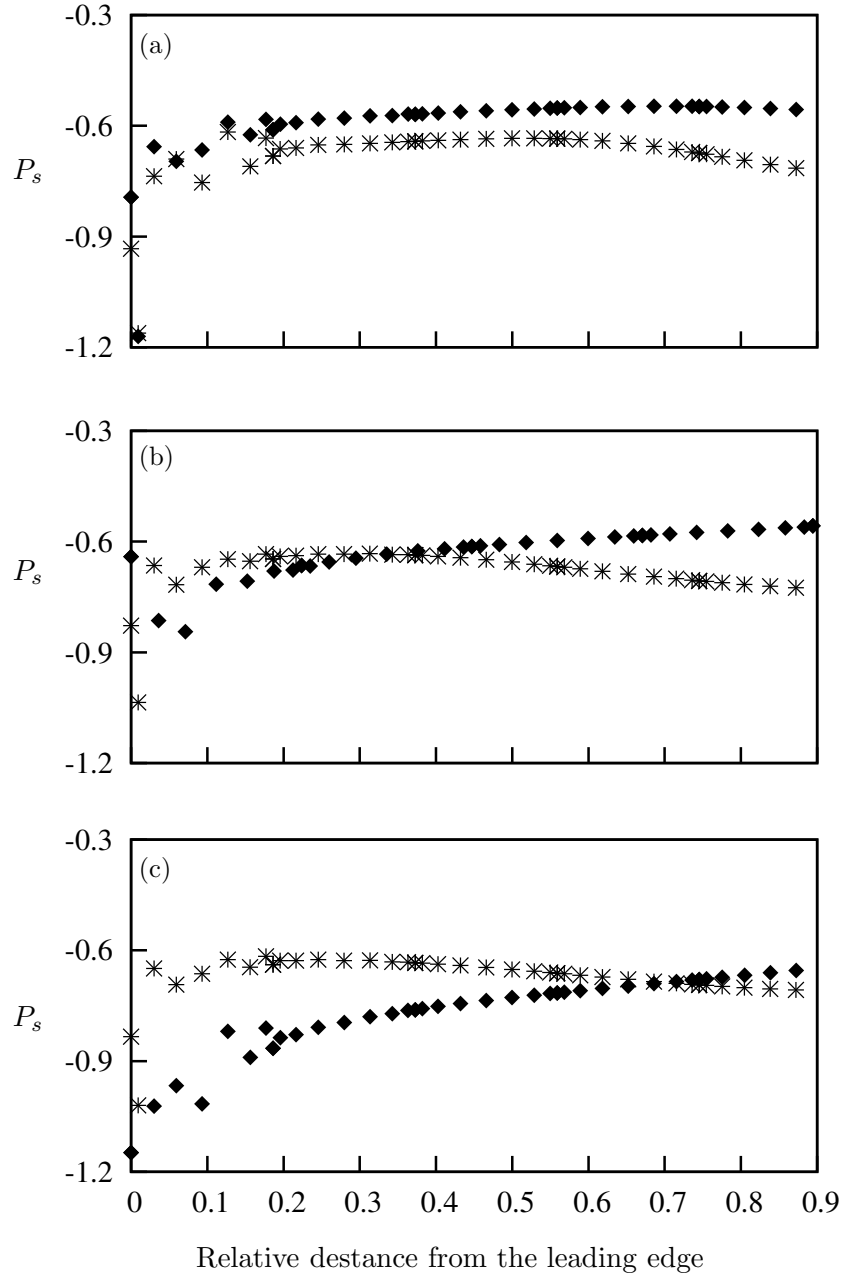 -0.3
(a)
-0.6
P_s
-0.9
-1.2
-0.3
(b)
-0.6
P_s
-0.9
-1.2
-0.3
(c)
-0.6
P_s
-0.9
-1.2
0 0.1 0.2 0.3 0.4 0.5 0.6 0.7 0.8 0.9
Relative destance from the leading edge